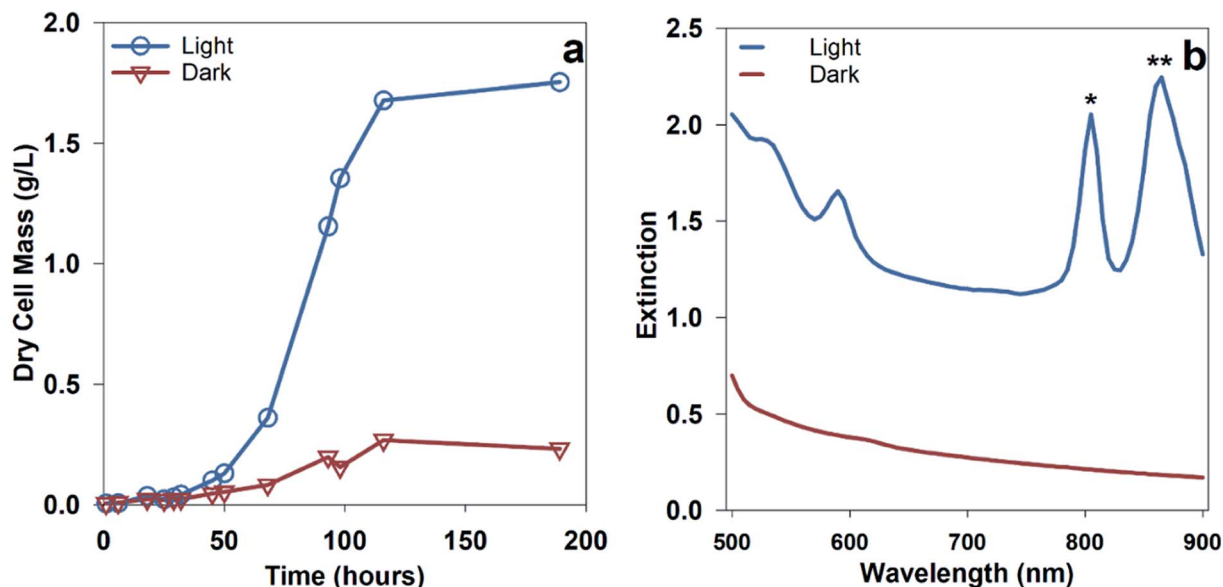 a
Light
Dark
2.0
1.5
1.0
0.5
0.0
Dry Cell Mass (g/L)
0 50 100 150 200
Time (hours)
b
Light
Dark
* **
2.5
2.0
1.5
1.0
0.5
0.0
Extinction
500 600 700 800 900
Wavelength (nm)